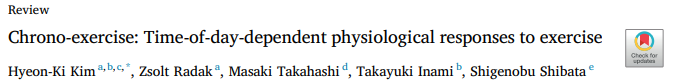 Review
Chrono-exercise: Time-of-day-dependent physiological responses to exercise
Check for
updates
Hyeon-Ki Kim a,b,c,*, Zsolt Radak a, Masaki Takahashi d, Takayuki Inami b, Shigenobu Shibata e